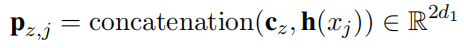 𝐩_{z,j} = concatenation(𝐜_z, 𝐡(x_j)) ∈ ℝ^{2d_1}